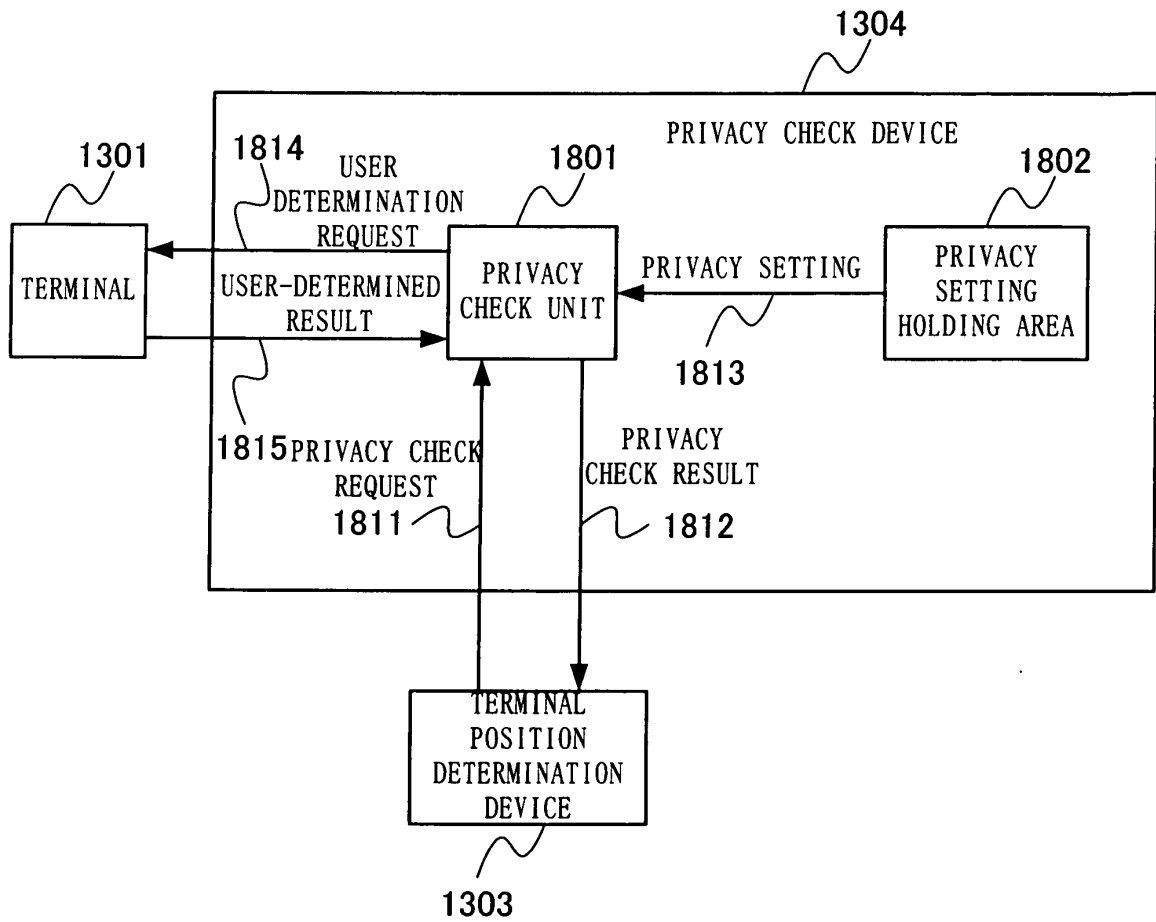 1304
PRIVACY CHECK DEVICE
1301
1814
1801
1802
USER
DETERMINATION
REQUEST
TERMINAL
USER-DETERMINED
RESULT
PRIVACY
CHECK UNIT
PRIVACY SETTING
1813
PRIVACY
SETTING
HOLDING AREA
1815
PRIVACY CHECK
REQUEST
1811
PRIVACY
CHECK RESULT
1812
TERMINAL
POSITION
DETERMINATION
DEVICE
1303